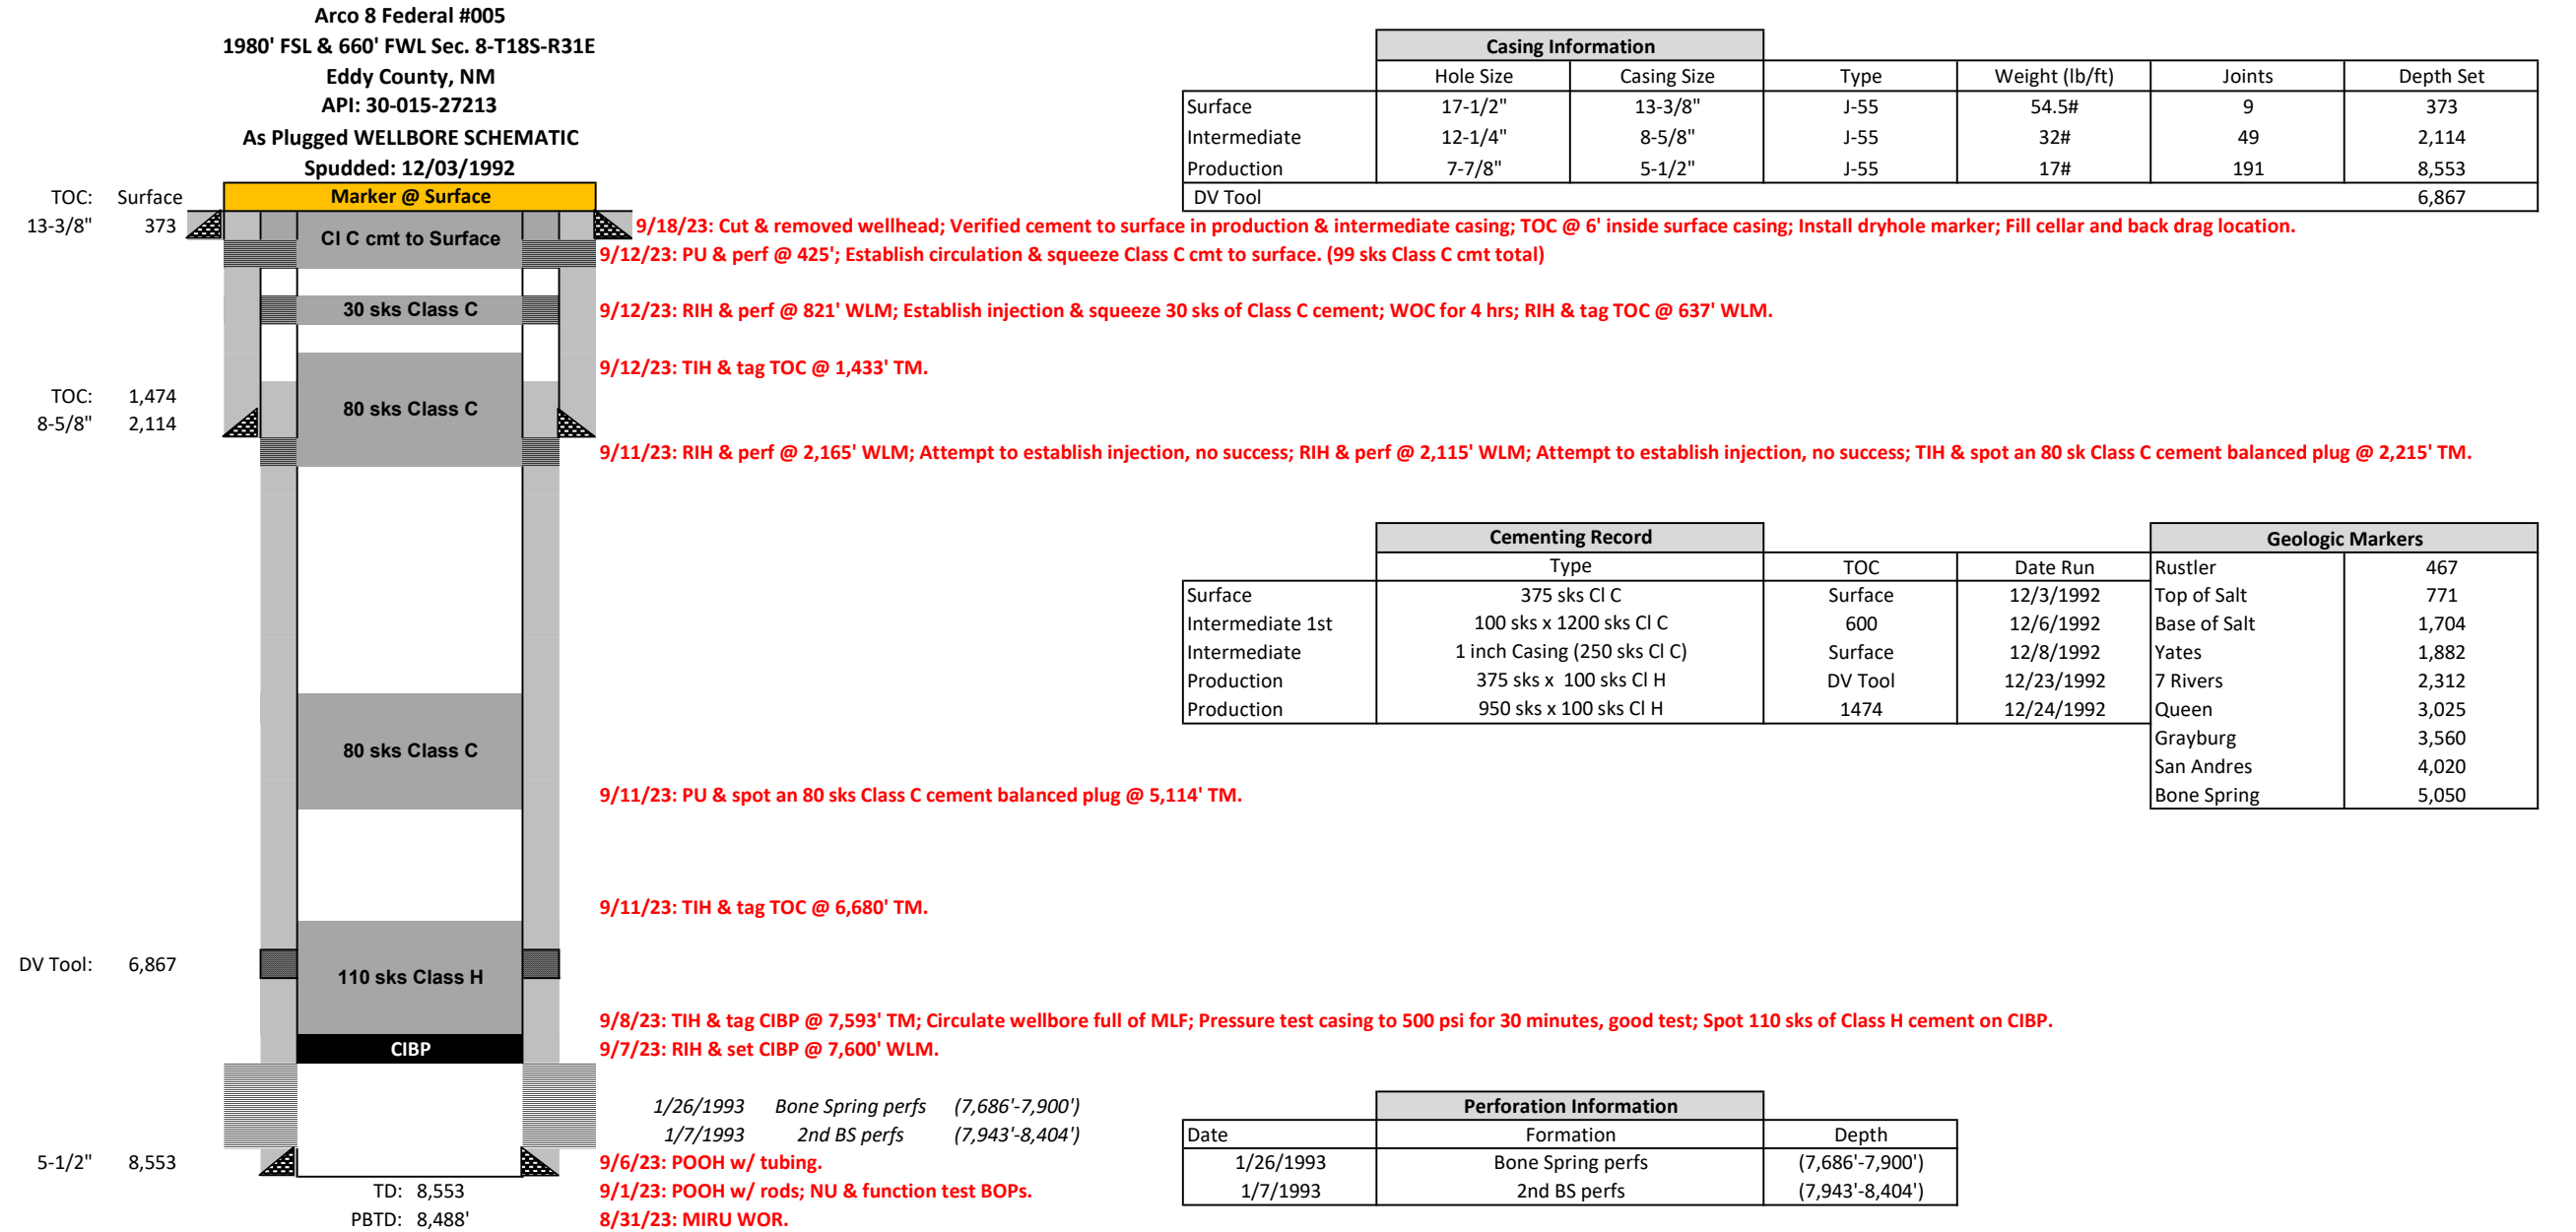 Arco 8 Federal #005
1980' FSL & 660' FWL Sec. 8-T18S-R31E
Eddy County, NM
API: 30-015-27213
As Plugged WELLBORE SCHEMATIC
Spudded: 12/03/1992
Casing Information
Hole Size Casing Size Type Weight (lb/ft) Joints Depth Set
Surface 17-1/2" 13-3/8" J-55 54.5# 9 373
Intermediate 12-1/4" 8-5/8" J-55 32# 49 2,114
Production 7-7/8" 5-1/2" J-55 17# 191 8,553
DV Tool 6,867
TOC: Surface
Marker @ Surface
13-3/8" 373
Cl C cmt to Surface
9/18/23: Cut & removed wellhead; Verified cement to surface in production & intermediate casing; TOC @ 6' inside surface casing; Install dryhole marker; Fill cellar and back drag location.
9/12/23: PU & perf @ 425'; Establish circulation & squeeze Class C cmt to surface. (99 sks Class C cmt total)
30 sks Class C
9/12/23: RIH & perf @ 821' WLM; Establish injection & squeeze 30 sks of Class C cement; WOC for 4 hrs; RIH & tag TOC @ 637' WLM.
9/12/23: TIH & tag TOC @ 1,433' TM.
TOC: 1,474
80 sks Class C
8-5/8" 2,114
9/11/23: RIH & perf @ 2,165' WLM; Attempt to establish injection, no success; RIH & perf @ 2,115' WLM; Attempt to establish injection, no success; TIH & spot an 80 sk Class C cement balanced plug @ 2,215' TM.
Cementing Record
Type TOC Date Run
Surface 375 sks Cl C Surface 12/3/1992
Intermediate 1st 100 sks x 1200 sks Cl C 600 12/6/1992
Intermediate 1 inch Casing (250 sks Cl C) Surface 12/8/1992
Production 375 sks x  100 sks Cl H DV Tool 12/23/1992
Production 950 sks x 100 sks Cl H 1474 12/24/1992
Geologic Markers
Rustler 467
Top of Salt 771
Base of Salt 1,704
Yates 1,882
7 Rivers 2,312
Queen 3,025
Grayburg 3,560
San Andres 4,020
Bone Spring 5,050
80 sks Class C
9/11/23: PU & spot an 80 sks Class C cement balanced plug @ 5,114' TM.
9/11/23: TIH & tag TOC @ 6,680' TM.
DV Tool: 6,867
110 sks Class H
9/8/23: TIH & tag CIBP @ 7,593' TM; Circulate wellbore full of MLF; Pressure test casing to 500 psi for 30 minutes, good test; Spot 110 sks of Class H cement on CIBP.
CIBP
9/7/23: RIH & set CIBP @ 7,600' WLM.
1/26/1993 Bone Spring perfs (7,686'-7,900')
1/7/1993 2nd BS perfs (7,943'-8,404')
Perforation Information
Date Formation Depth
1/26/1993 Bone Spring perfs (7,686'-7,900')
1/7/1993 2nd BS perfs (7,943'-8,404')
5-1/2" 8,553
9/6/23: POOH w/ tubing.
TD: 8,553
9/1/23: POOH w/ rods; NU & function test BOPs.
PBTD: 8,488'
8/31/23: MIRU WOR.